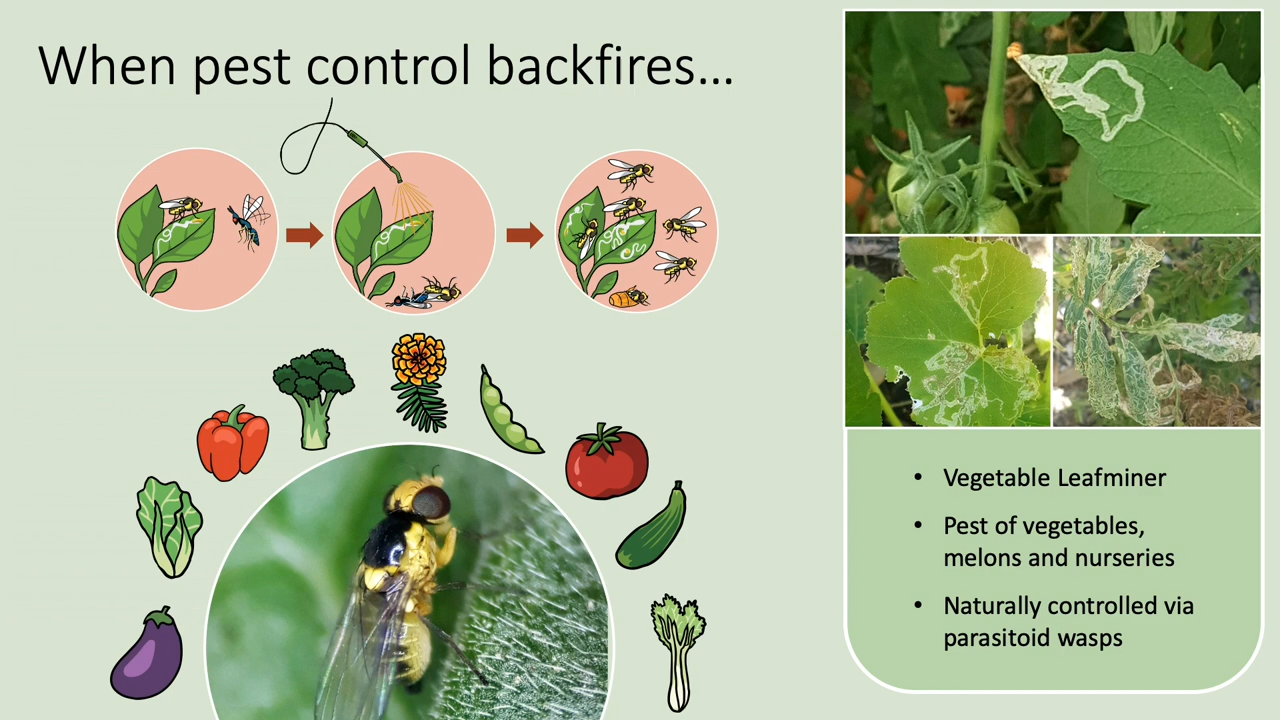 When pest control backfires...
• Vegetable Leafminer
• Pest of vegetables,
melons and nurseries
• Naturally controlled via
parasitoid wasps